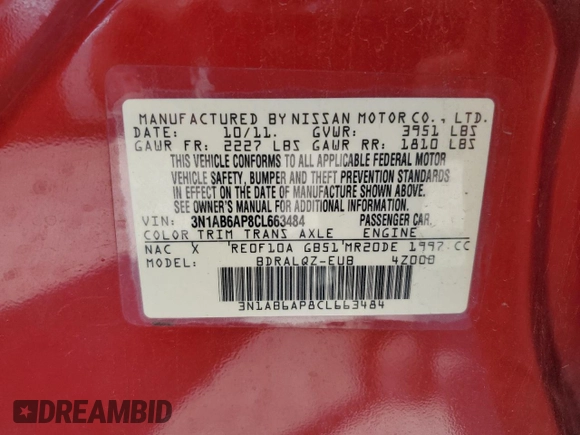 MANUFACTURED BY NISSAN MOTOR CO., LTD.
DATE: 10/11. GVWR: 3951 LBS
GAWR FR: 2227 LBS GAWR RR: 1810 LBS
THIS VEHICLE CONFORMS TO ALL APPLICABLE FEDERAL MOTOR
VEHICLE SAFETY, BUMPER AND THEFT PREVENTION STANDARDS
IN EFFECT ON THE DATE OF MANUFACTURE SHOWN ABOVE.
SEE OWNER'S MANUAL FOR ADDITIONAL INFORMATION.
VIN: 3N1AB6AP8CL663484 PASSENGER CAR
COLOR TRIM TRANS AXLE ENGINE
NAC X RE0F10A GB51 MR20DE 1997 CC
MODEL: BDRALQZ-EUB 4Z000
3N1AB6AP8CL663484
DREAMBID